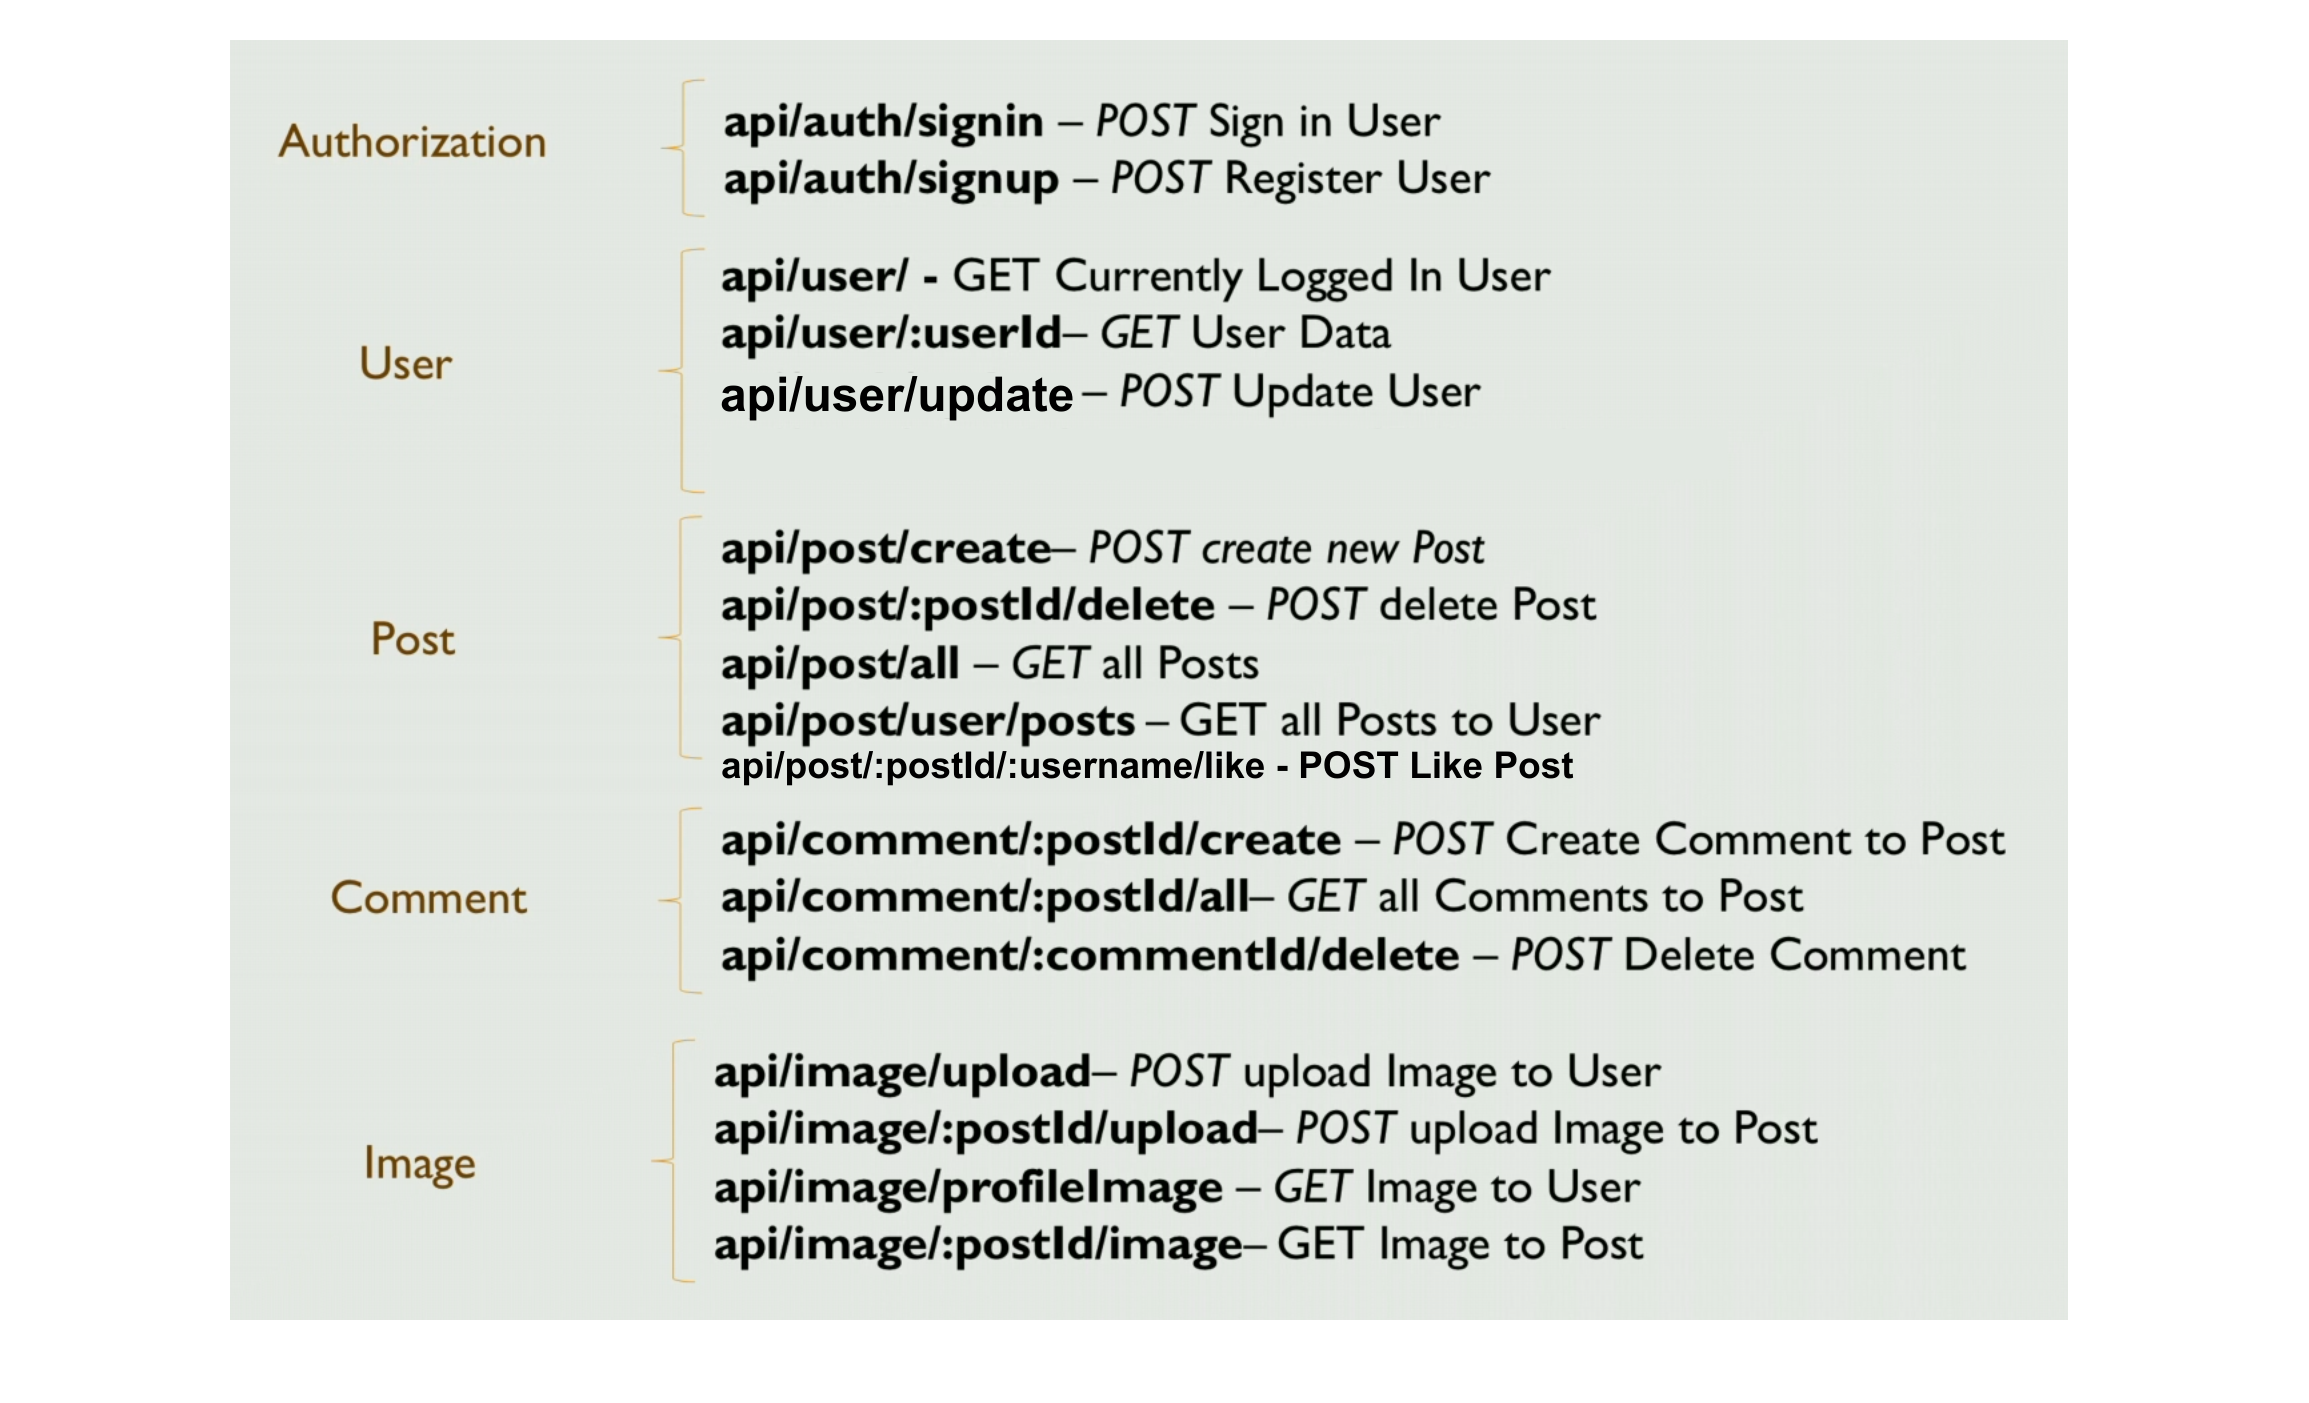 Authorization
api/auth/signin – POST Sign in User
api/auth/signup – POST Register User
User
api/user/ - GET Currently Logged In User
api/user/:userId– GET User Data
api/user/update – POST Update User
Post
api/post/create– POST create new Post
api/post/:postId/delete – POST delete Post
api/post/all – GET all Posts
api/post/user/posts – GET all Posts to User
api/post/:postId/:username/like - POST Like Post
Comment
api/comment/:postId/create – POST Create Comment to Post
api/comment/:postId/all– GET all Comments to Post
api/comment/:commentId/delete – POST Delete Comment
Image
api/image/upload– POST upload Image to User
api/image/:postId/upload– POST upload Image to Post
api/image/profileImage – GET Image to User
api/image/:postId/image– GET Image to Post